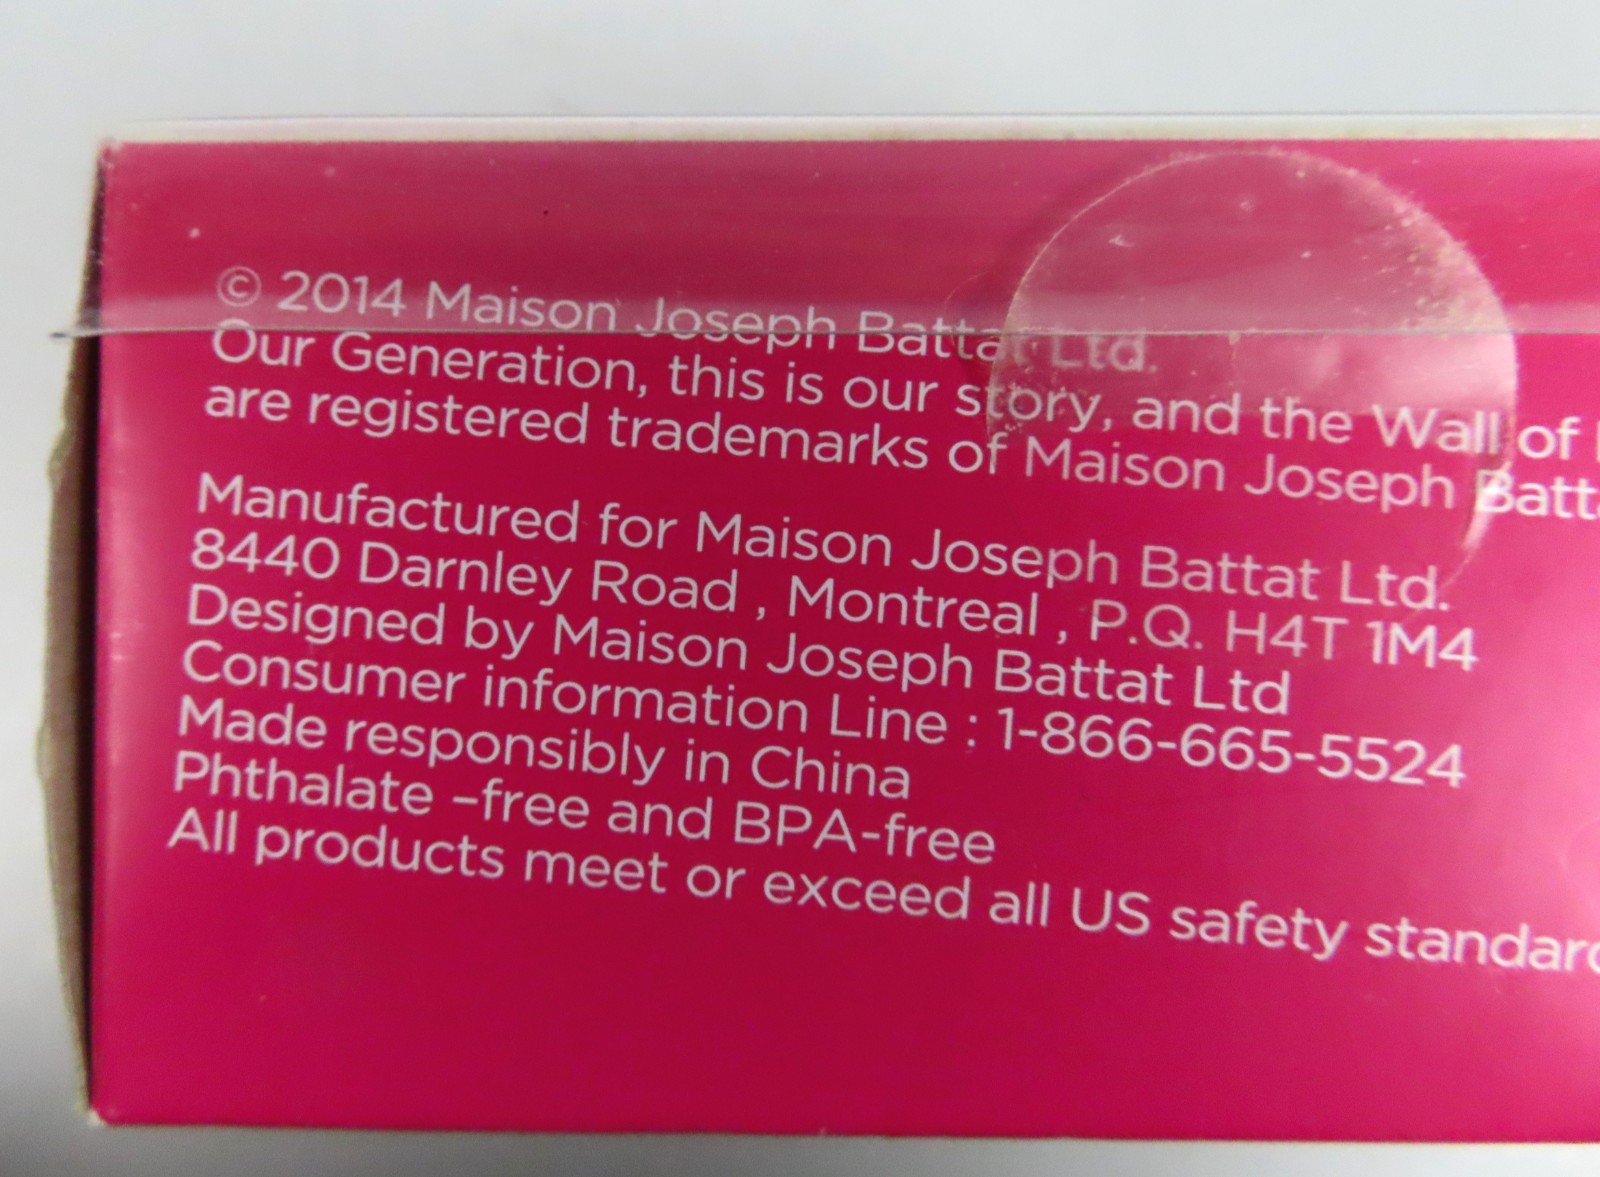 © 2014 Maison Joseph Battat Ltd.
Our Generation, this is our story, and the Wall of
are registered trademarks of Maison Joseph
Manufactured for Maison Joseph Battat Ltd.
8440 Darnley Road , Montreal , P.Q. H4T 1M4
Designed by Maison Joseph Battat Ltd
Consumer information Line : 1-866-665-5524
Made responsibly in China
Phthalate –free and BPA-free
All products meet or exceed all US safety